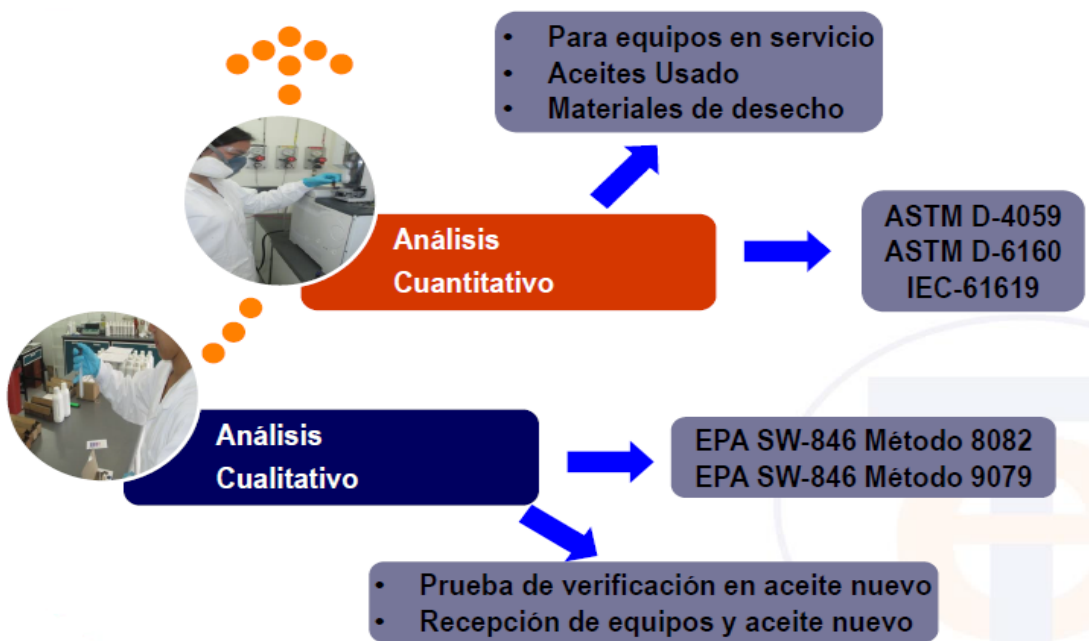 • Para equipos en servicio
• Aceites Usado
• Materiales de desecho
Análisis
Cuantitativo
ASTM D-4059
ASTM D-6160
IEC-61619
Análisis
Cualitativo
EPA SW-846 Método 8082
EPA SW-846 Método 9079
• Prueba de verificación en aceite nuevo
• Recepción de equipos y aceite nuevo